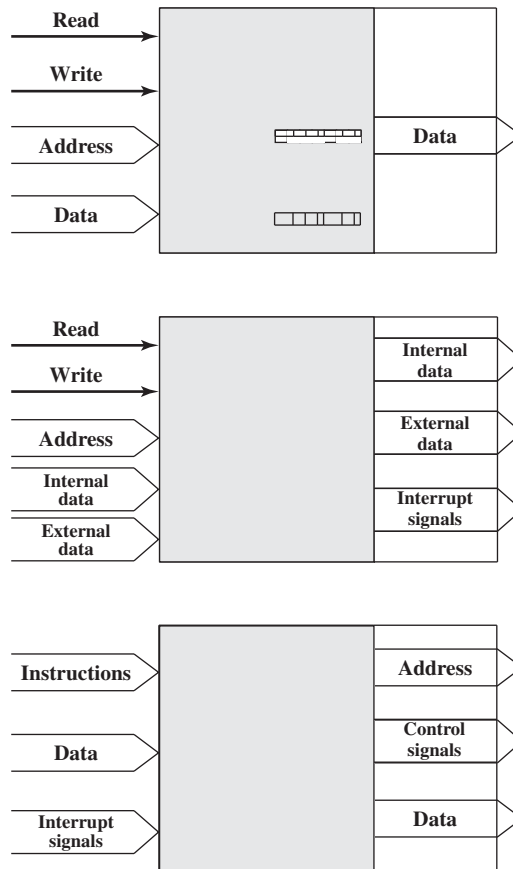 Read
Write
Address
Data
Data
Read
Write
Address
Internal
data
External
data
Internal
data
External
data
Interrupt
signals
Instructions
Data
Interrupt
signals
Address
Control
signals
Data